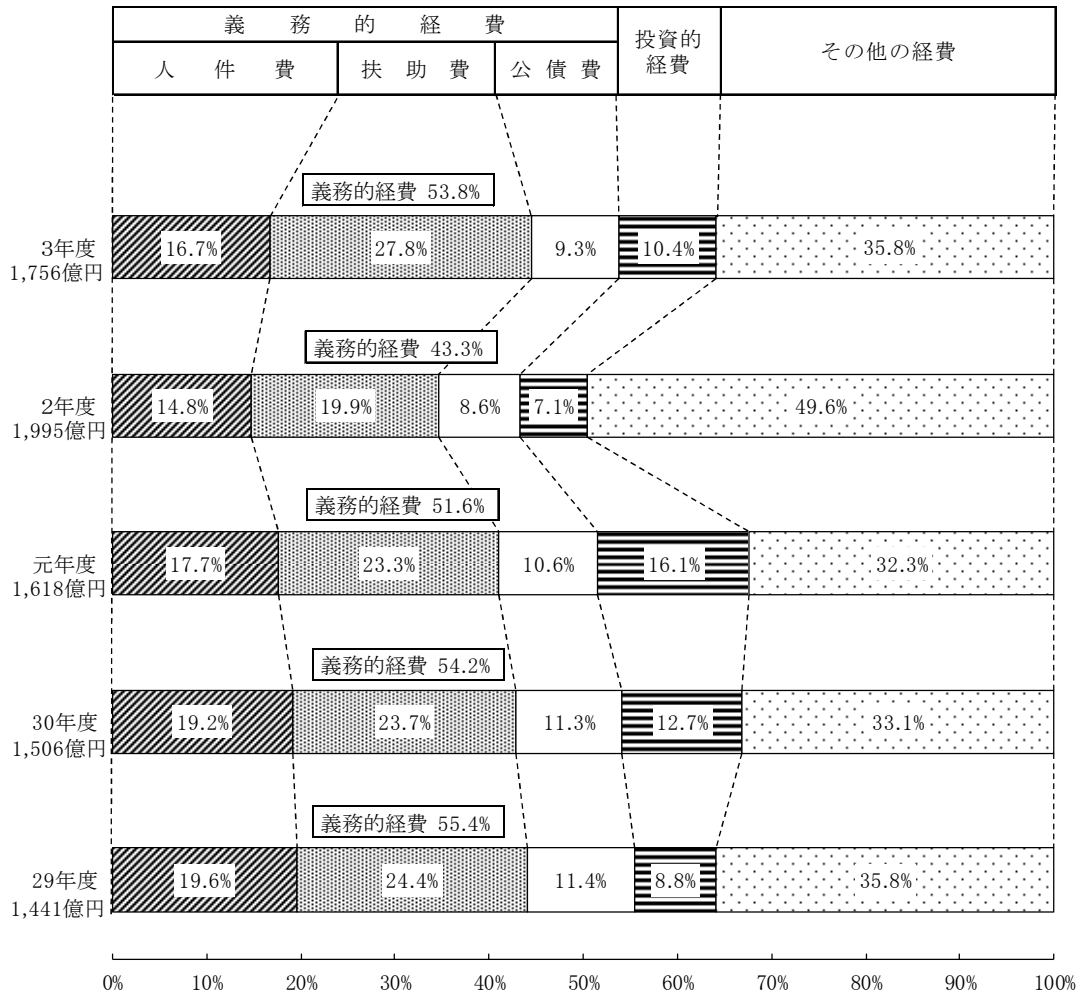 義務的経費
投資的
経費
その他の経費
人件費
扶助費
公債費
義務的経費 53.8%
3年度
1,756億円
16.7%
27.8%
9.3%
10.4%
35.8%
義務的経費 43.3%
2年度
1,995億円
14.8%
19.9%
8.6%
7.1%
49.6%
義務的経費 51.6%
元年度
1,618億円
17.7%
23.3%
10.6%
16.1%
32.3%
義務的経費 54.2%
30年度
1,506億円
19.2%
23.7%
11.3%
12.7%
33.1%
義務的経費 55.4%
29年度
1,441億円
19.6%
24.4%
11.4%
8.8%
35.8%
0% 10% 20% 30% 40% 50% 60% 70% 80% 90% 100%